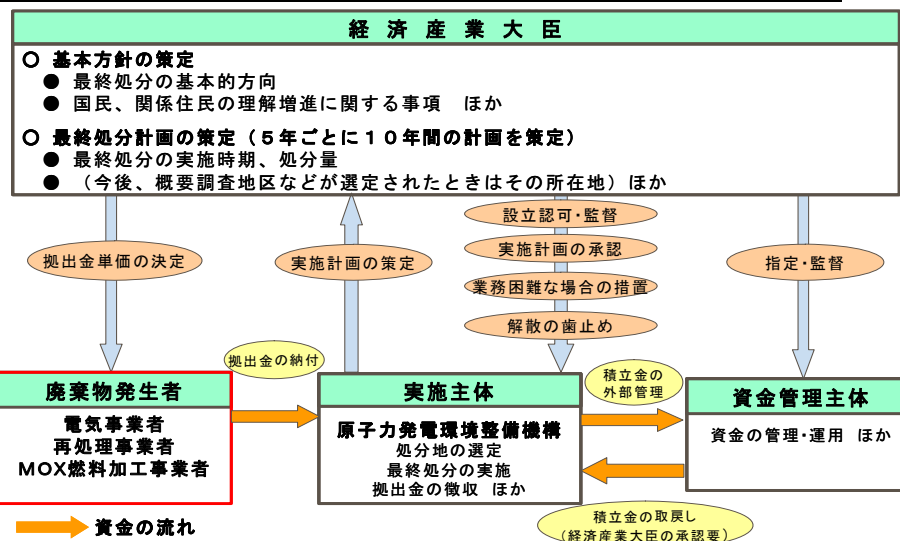 経済産業大臣
○ 基本方針の策定
● 最終処分の基本的方向
● 国民、関係住民の理解増進に関する事項 ほか
○ 最終処分計画の策定(5年ごとに10年間の計画を策定)
● 最終処分の実施時期、処分量
● (今後、概要調査地区などが選定されたときはその所在地)ほか
拠出金単価の決定
実施計画の策定
設立認可・監督
実施計画の承認
業務困難な場合の措置
解散の歯止め
指定・監督
拠出金の納付
積立金の
外部管理
廃棄物発生者
電気事業者
再処理事業者
MOX燃料加工事業者
実施主体
原子力発電環境整備機構
処分地の選定
最終処分の実施
拠出金の徴収 ほか
資金管理主体
資金の管理・運用 ほか
積立金の取戻し
(経済産業大臣の承認要)
資金の流れ